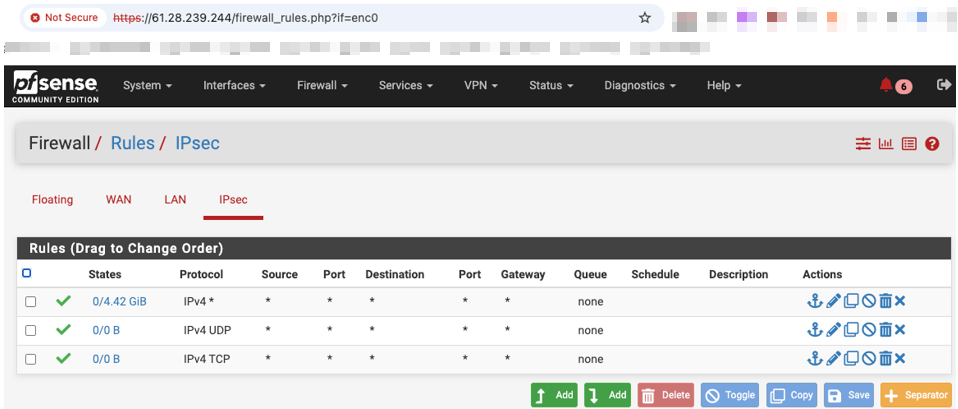 Not Secure https://61.28.239.244/firewall_rules.php?if=enc0
pfsense COMMUNITY EDITION System Interfaces Firewall Services VPN Status Diagnostics Help 6
Firewall / Rules / IPsec
Floating WAN LAN IPsec
Rules (Drag to Change Order)
States Protocol Source Port Destination Port Gateway Queue Schedule Description Actions
0/4.42 GiB IPv4 * * * * * * none
0/0 B IPv4 UDP * * * * * none
0/0 B IPv4 TCP * * * * * none
Add Add Delete Toggle Copy Save Separator